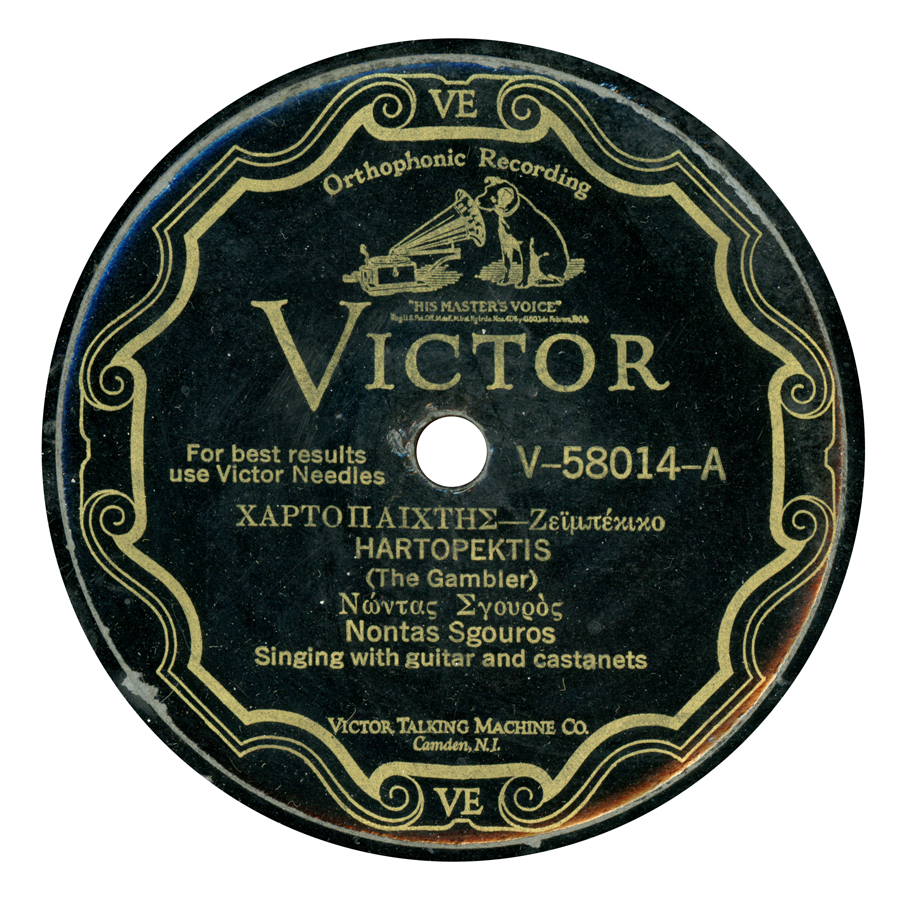 VE
Orthophonic Recording
"HIS MASTER'S VOICE"
VICTOR
For best results
use Victor Needles
V-58014-A
ΧΑΡΤΟΠΑΙΧΤΗΣ—Ζεϊμπέκικο
HARTOPEKTIS
(The Gambler)
Νώντας Σγουρὸς
Nontas Sgouros
Singing with guitar and castanets
VICTOR TALKING MACHINE CO.
Camden, N.J.
VE